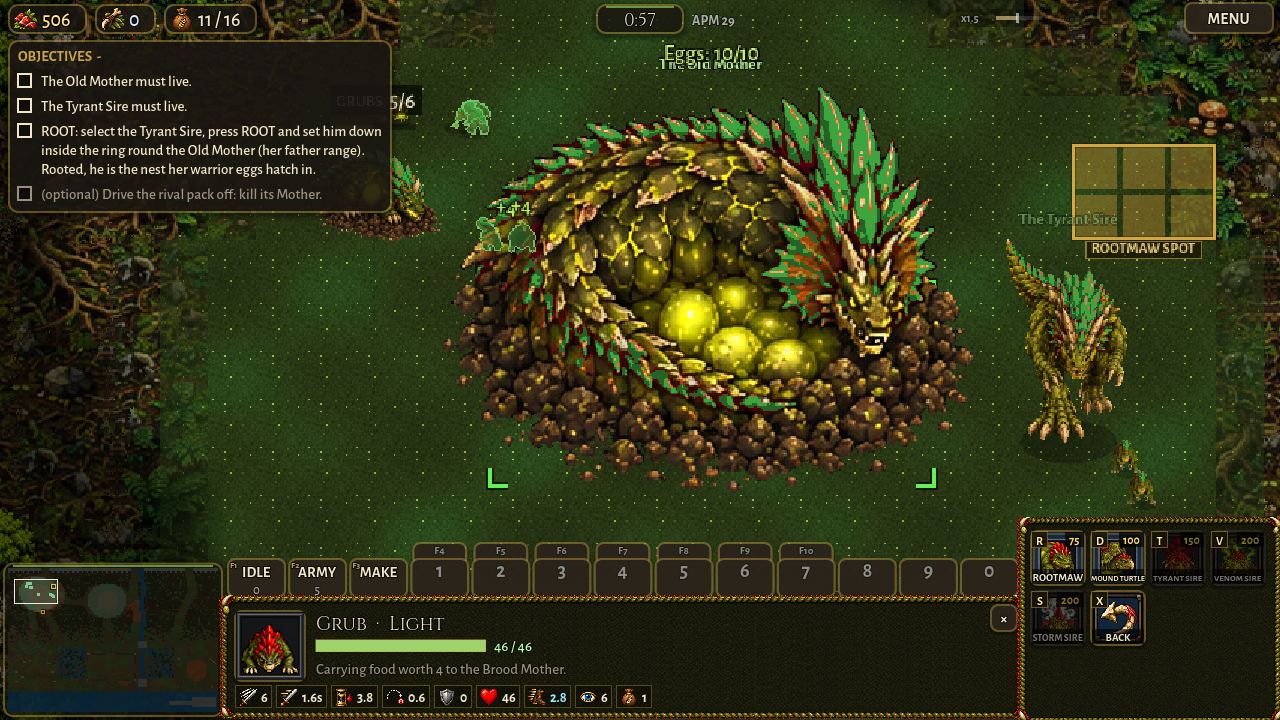 506
0
11 / 16
0:57
APM 29
x1.5
MENU
OBJECTIVES -
The Old Mother must live.
The Tyrant Sire must live.
ROOT: select the Tyrant Sire, press ROOT and set him down
inside the ring round the Old Mother (her father range).
Rooted, he is the nest her warrior eggs hatch in.
(optional) Drive the rival pack off: kill its Mother.
Eggs: 10/10
The Old Mother
GRUBS 5/6
+4
The Tyrant Sire
ROOTMAW SPOT
F1 IDLE 0
F2 ARMY 5
MAKE
F4 1
F5 2
F6 3
F7 4
F8 5
F9 6
F10 7
8
9
0
GRUB · LIGHT
46 / 46
Carrying food worth 4 to the Brood Mother.
6
1.6s
3.8
0.6
0
46
2.8
6
1
×
R 75
ROOTMAW
D 100
MOUND TURTLE
T 150
TYRANT SIRE
V 200
VENOM SIRE
S 200
STORM SIRE
X
BACK